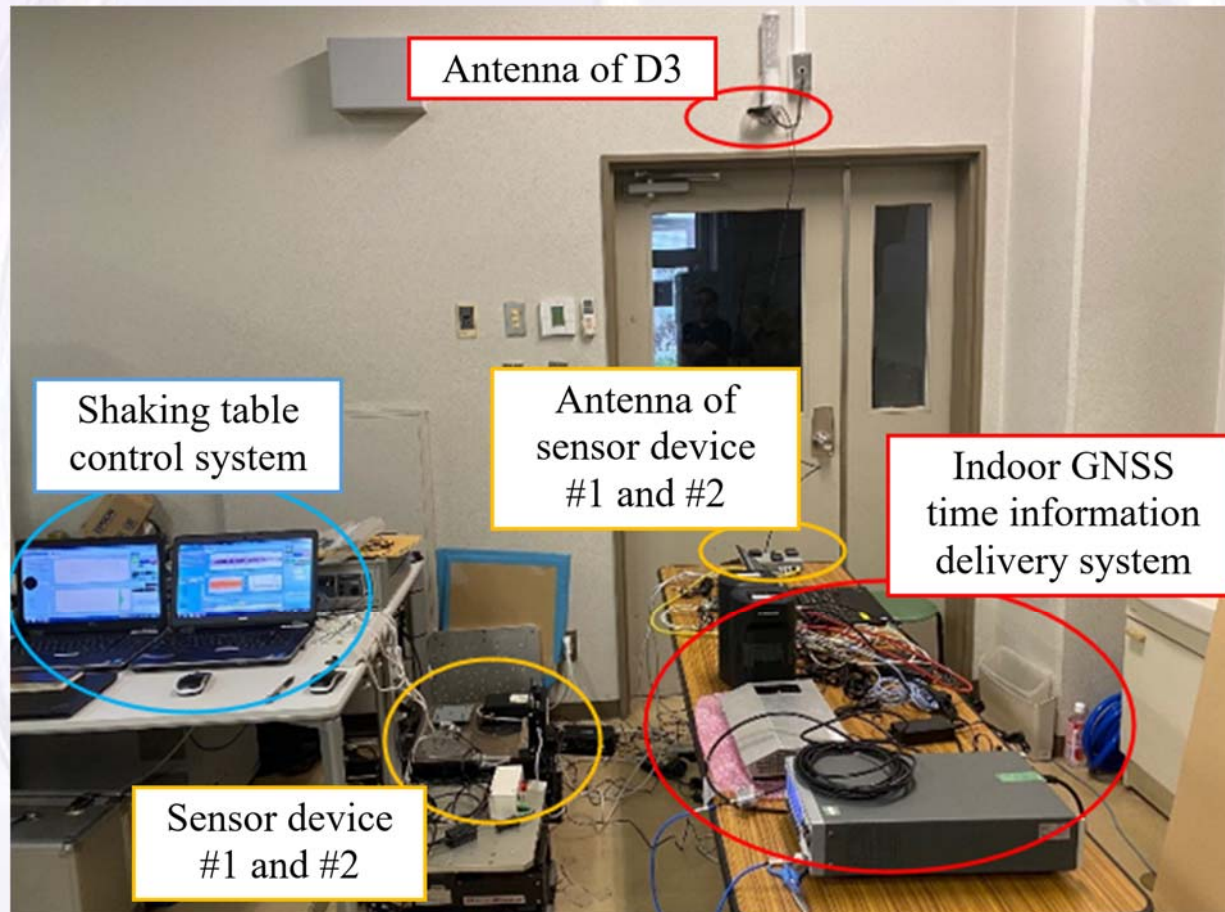 Antenna of D3
Shaking table
control system
Antenna of
sensor device
#1 and #2
Indoor GNSS
time information
delivery system
Sensor device
#1 and #2